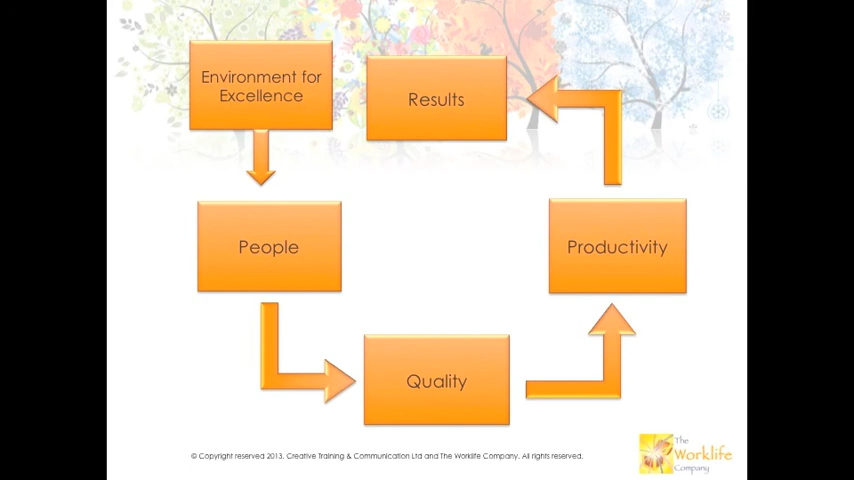 Environment for
Excellence
Results
People
Productivity
Quality
© Copyright reserved 2013. Creative Training & Communication Ltd and The Worklife Company. All rights reserved.
The
Worklife
Company